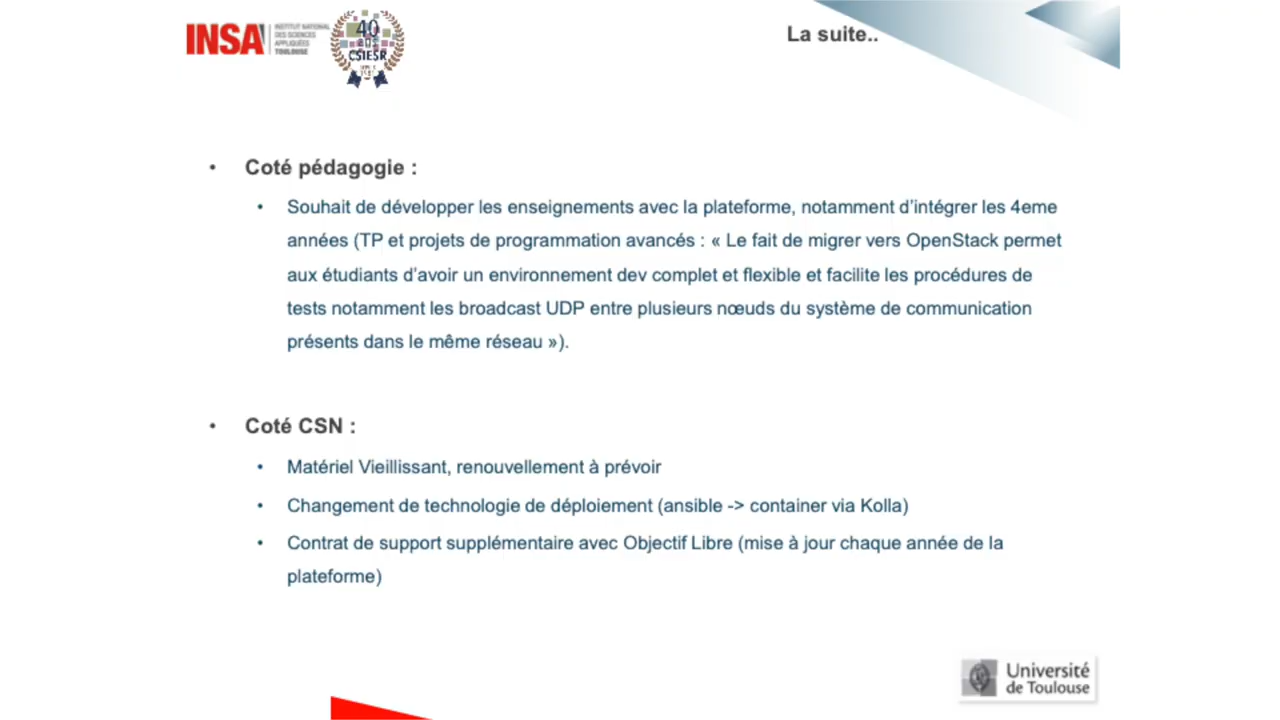 INSA
INSTITUT NATIONAL
DES SCIENCES
APPLIQUÉES
TOULOUSE
40
ans
CSIESR
La suite..
• Coté pédagogie :
• Souhait de développer les enseignements avec la plateforme, notamment d'intégrer les 4eme
années (TP et projets de programmation avancés : « Le fait de migrer vers OpenStack permet
aux étudiants d'avoir un environnement dev complet et flexible et facilite les procédures de
tests notamment les broadcast UDP entre plusieurs nœuds du système de communication
présents dans le même réseau »).
• Coté CSN :
• Matériel Vieillissant, renouvellement à prévoir
• Changement de technologie de déploiement (ansible -> container via Kolla)
• Contrat de support supplémentaire avec Objectif Libre (mise à jour chaque année de la
plateforme)
Université
de Toulouse